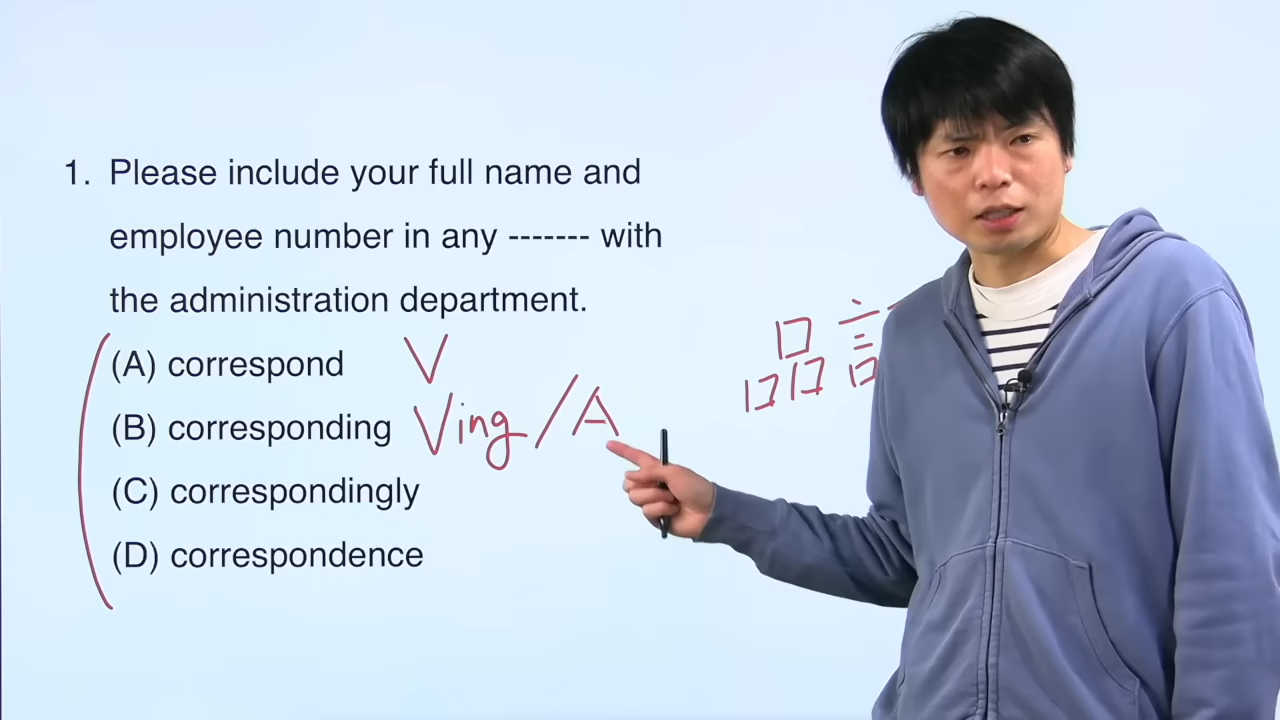 1. Please include your full name and
employee number in any ------- with
the administration department.
(A) correspond V
(B) corresponding Ving / A
(C) correspondingly
(D) correspondence
品